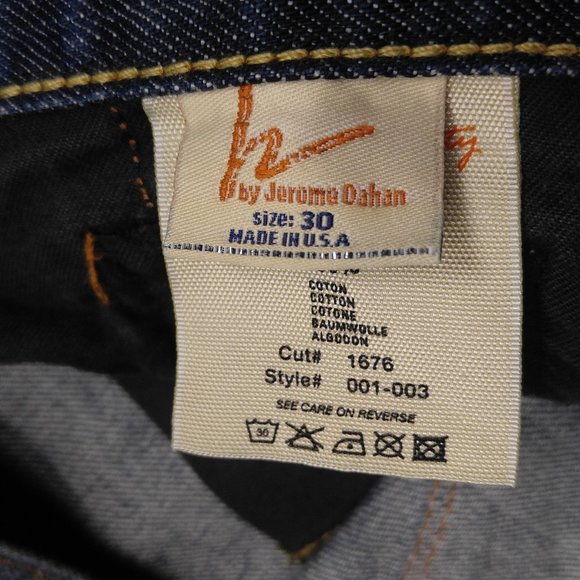 by Jerome Dahan
size: 30
MADE IN U.S.A
COTON
COTTON
COTONE
BAUMWOLLE
ALGODON
Cut# 1676
Style# 001-003
SEE CARE ON REVERSE
30